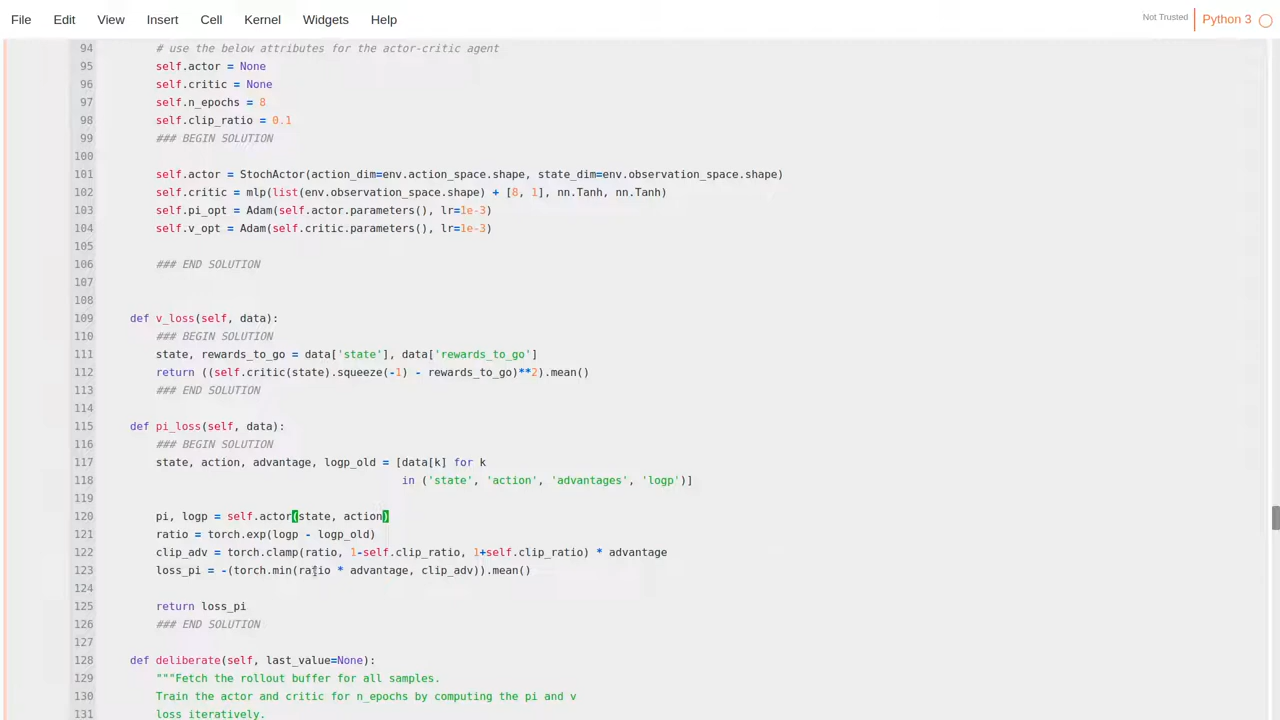 File Edit View Insert Cell Kernel Widgets Help Not Trusted Python 3
94 # use the below attributes for the actor-critic agent
95 self.actor = None
96 self.critic = None
97 self.n_epochs = 8
98 self.clip_ratio = 0.1
99 ### BEGIN SOLUTION
100
101 self.actor = StochActor(action_dim=env.action_space.shape, state_dim=env.observation_space.shape)
102 self.critic = mlp(list(env.observation_space.shape) + [8, 1], nn.Tanh, nn.Tanh)
103 self.pi_opt = Adam(self.actor.parameters(), lr=1e-3)
104 self.v_opt = Adam(self.critic.parameters(), lr=1e-3)
105
106 ### END SOLUTION
107
108
109 def v_loss(self, data):
110 ### BEGIN SOLUTION
111 state, rewards_to_go = data['state'], data['rewards_to_go']
112 return ((self.critic(state).squeeze(-1) - rewards_to_go)**2).mean()
113 ### END SOLUTION
114
115 def pi_loss(self, data):
116 ### BEGIN SOLUTION
117 state, action, advantage, logp_old = [data[k] for k
118 in ('state', 'action', 'advantages', 'logp')]
119
120 pi, logp = self.actor(state, action)
121 ratio = torch.exp(logp - logp_old)
122 clip_adv = torch.clamp(ratio, 1-self.clip_ratio, 1+self.clip_ratio) * advantage
123 loss_pi = -(torch.min(ratio * advantage, clip_adv)).mean()
124
125 return loss_pi
126 ### END SOLUTION
127
128 def deliberate(self, last_value=None):
129 """Fetch the rollout buffer for all samples.
130 Train the actor and critic for n_epochs by computing the pi and v
131 loss iteratively.